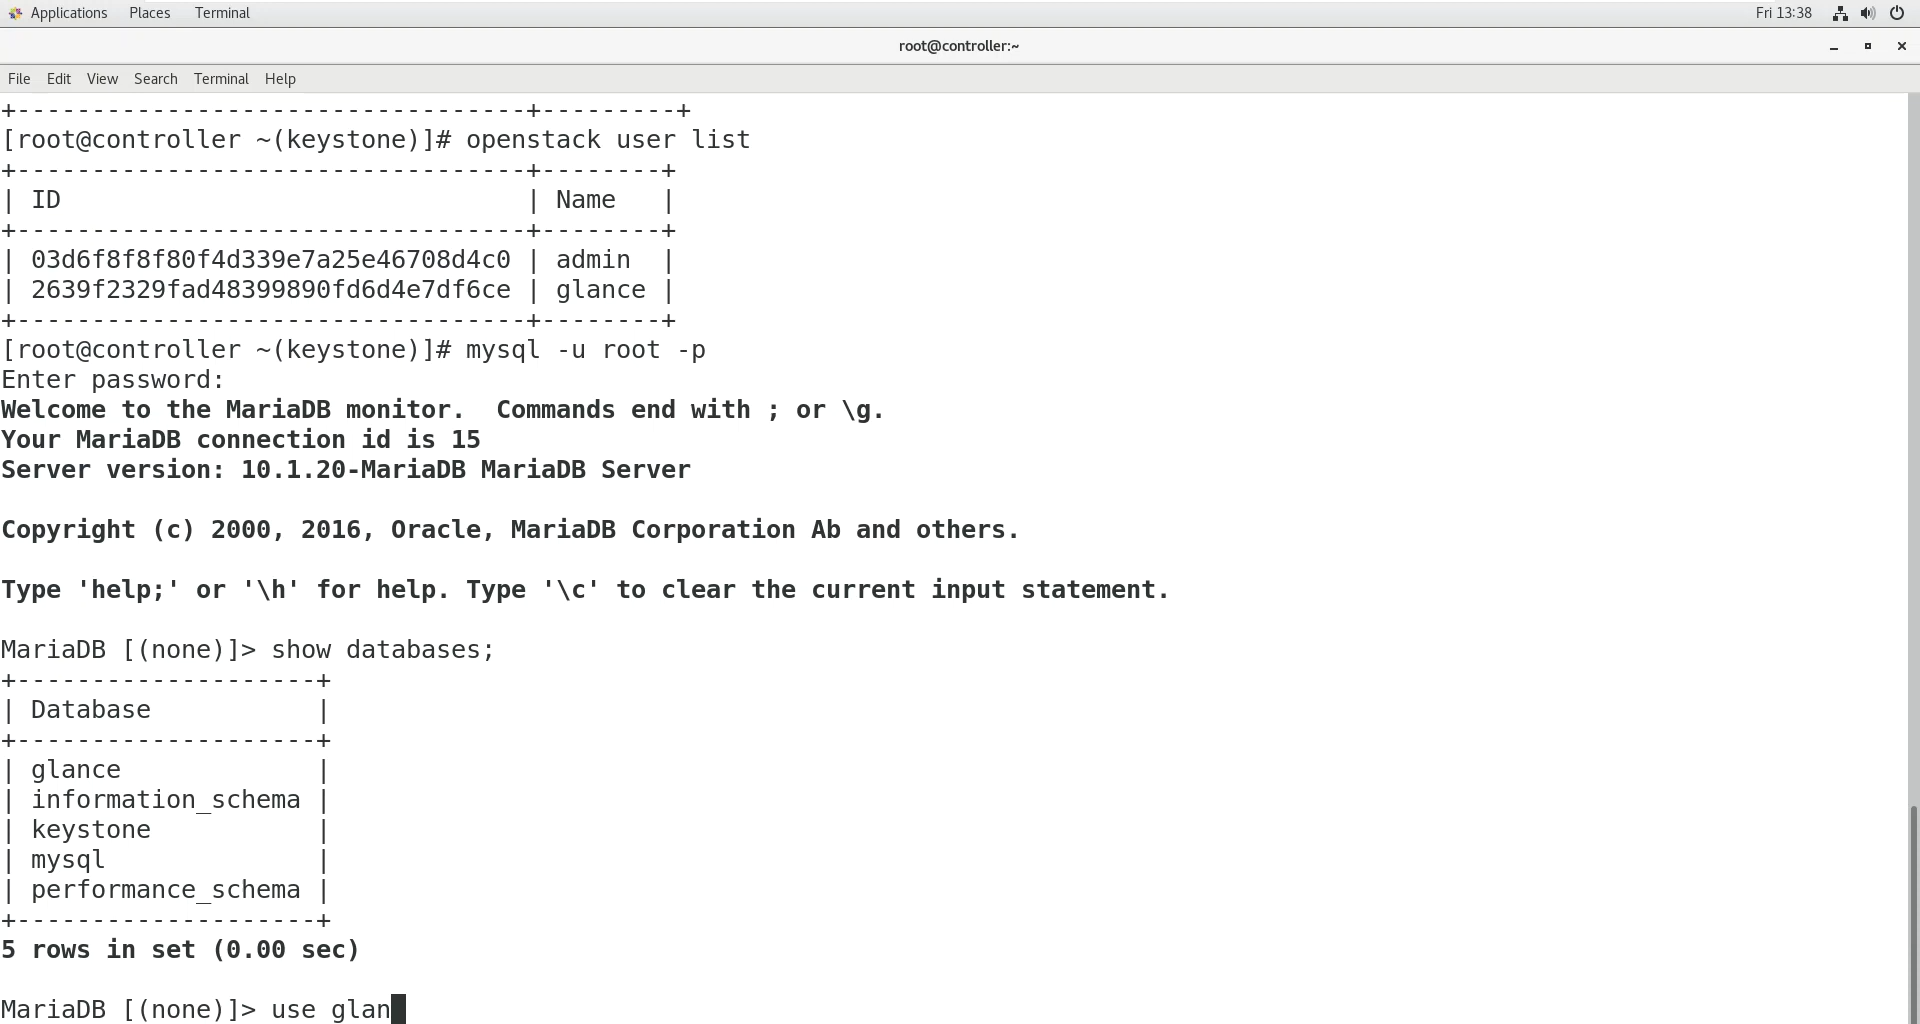 Applications Places Terminal Fri 13:38
root@controller:~
File Edit View Search Terminal Help
+----------------------------------+---------+
[root@controller ~(keystone)]# openstack user list
+----------------------------------+--------+
| ID                               | Name   |
+----------------------------------+--------+
| 03d6f8f8f80f4d339e7a25e46708d4c0 | admin  |
| 2639f2329fad48399890fd6d4e7df6ce | glance |
+----------------------------------+--------+
[root@controller ~(keystone)]# mysql -u root -p
Enter password:
Welcome to the MariaDB monitor.  Commands end with ; or \g.
Your MariaDB connection id is 15
Server version: 10.1.20-MariaDB MariaDB Server

Copyright (c) 2000, 2016, Oracle, MariaDB Corporation Ab and others.

Type 'help;' or '\h' for help. Type '\c' to clear the current input statement.

MariaDB [(none)]> show databases;
+--------------------+
| Database           |
+--------------------+
| glance             |
| information_schema |
| keystone           |
| mysql              |
| performance_schema |
+--------------------+
5 rows in set (0.00 sec)

MariaDB [(none)]> use glan